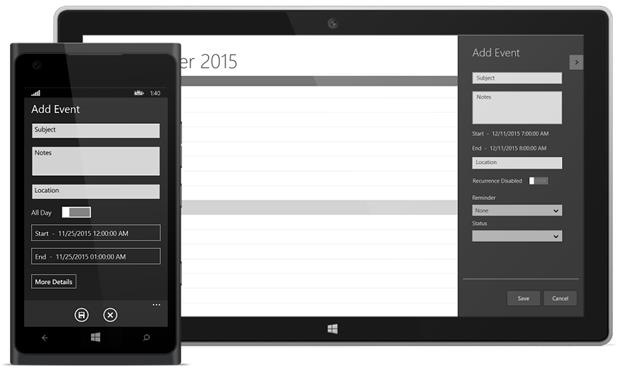 1:40
Add Event
Subject
Notes
Location
All Day
Start - 11/25/2015 12:00:00 AM
End - 11/25/2015 01:00:00 AM
More Details
er 2015
Add Event
Subject
Notes
Start - 12/11/2015 7:00:00 AM
End - 12/11/2015 8:00:00 AM
Location
Recurrence Disabled
Reminder
None
Status
Save Cancel